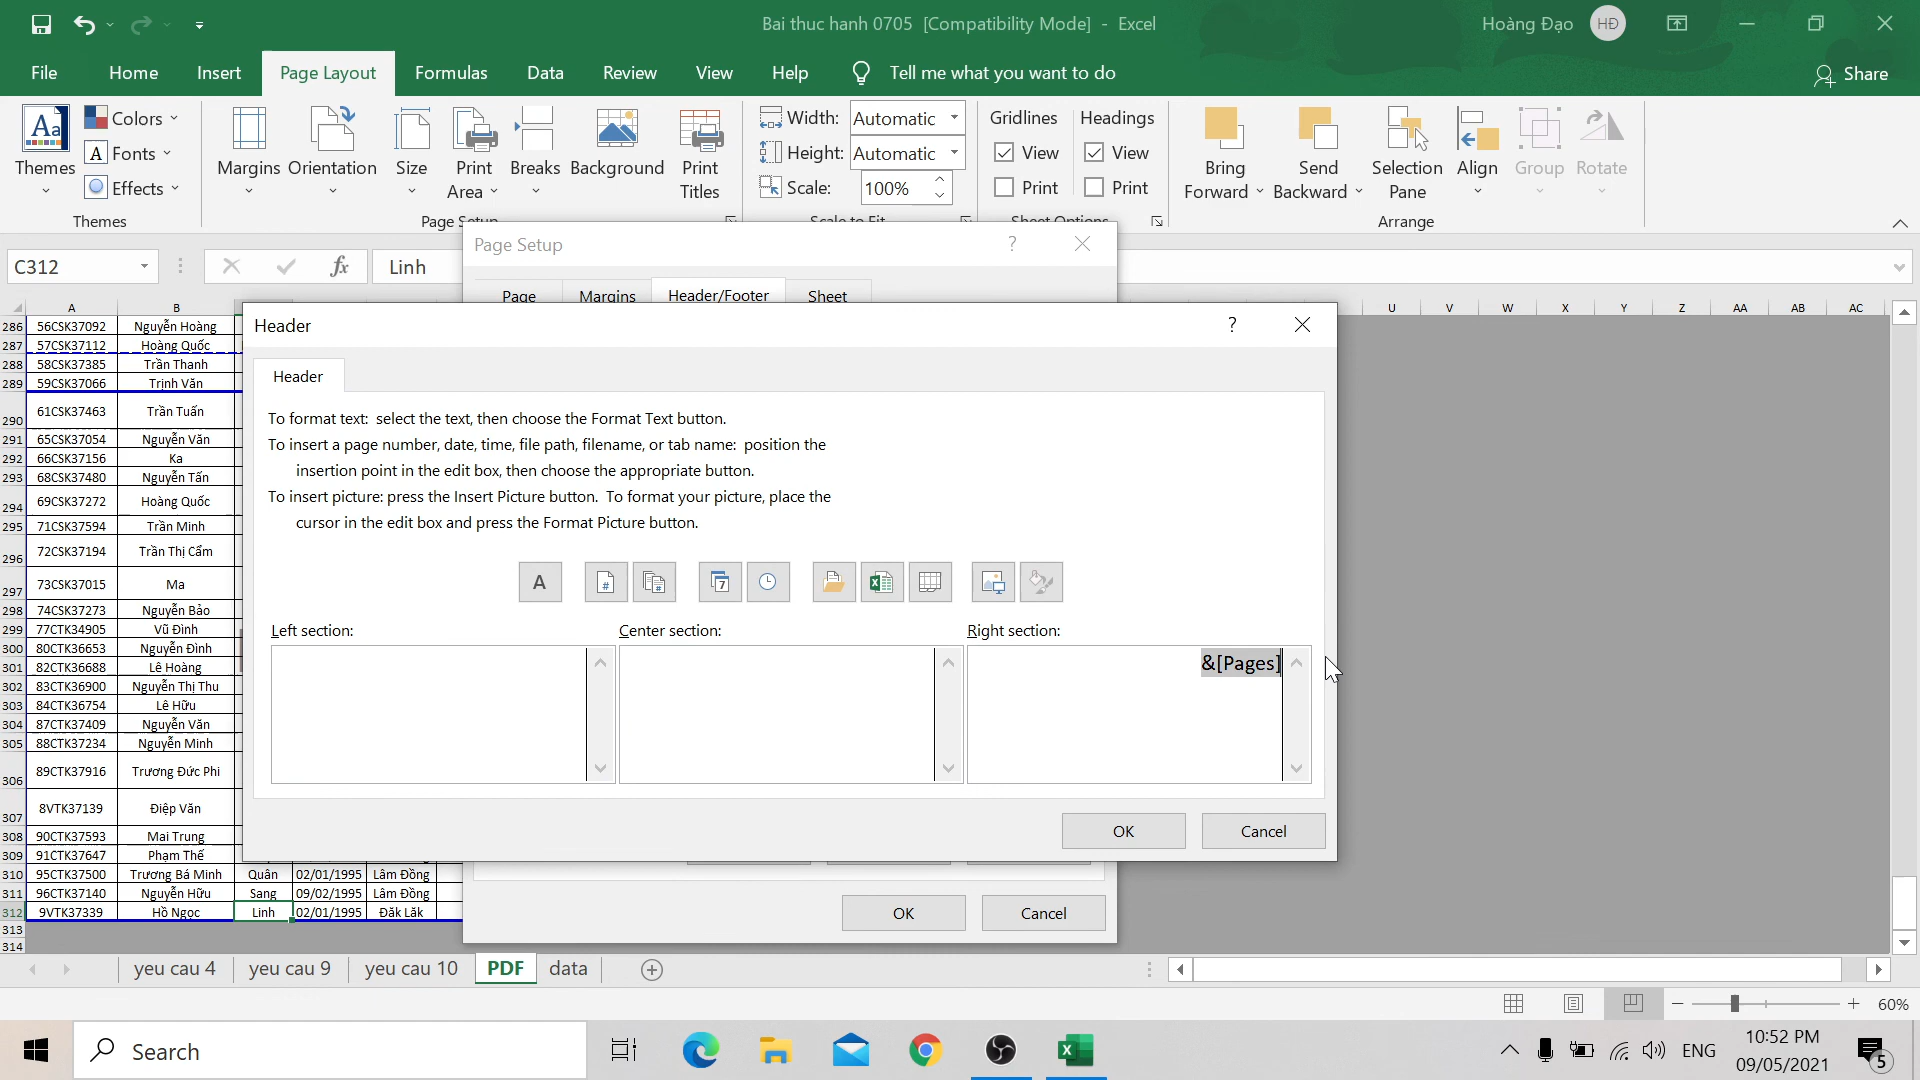 Bai thuc hanh 0705 [Compatibility Mode] - Excel
Hoàng Đạo
HĐ
File Home Insert Page Layout Formulas Data Review View Help Tell me what you want to do
Share
Themes
Colors
Fonts
Effects
Themes
Margins
Orientation
Size
Print Area
Breaks
Background
Print Titles
Width: Automatic
Height: Automatic
Scale: 100%
Gridlines
View
Print
Headings
View
Print
Bring Forward
Send Backward
Selection Pane
Align
Group
Rotate
Arrange
C312
fx
Linh
Page Setup
?
Page Margins Header/Footer Sheet
A B U V W X Y Z AA AB AC
286 56CSK37092 Nguyễn Hoàng
287 57CSK37112 Hoàng Quốc
288 58CSK37385 Trần Thanh
289 59CSK37066 Trịnh Văn
290 61CSK37463 Trần Tuấn
291 65CSK37054 Nguyễn Văn
292 66CSK37156 Ka
293 68CSK37480 Nguyễn Tấn
294 69CSK37272 Hoàng Quốc
295 71CSK37594 Trần Minh
296 72CSK37194 Trần Thị Cẩm
297 73CSK37015 Ma
298 74CSK37273 Nguyễn Bảo
299 77CTK34905 Vũ Đình
300 80CTK36653 Nguyễn Đình
301 82CTK36688 Lê Hoàng
302 83CTK36900 Nguyễn Thị Thu
303 84CTK36754 Lê Hữu
304 87CTK37409 Nguyễn Văn
305 88CTK37234 Nguyễn Minh
306 89CTK37916 Trương Đức Phi
307 8VTK37139 Điệp Văn
308 90CTK37593 Mai Trung
309 91CTK37647 Phạm Thế
310 95CTK37500 Trương Bá Minh Quân 02/01/1995 Lâm Đồng
311 96CTK37140 Nguyễn Hữu Sang 09/02/1995 Lâm Đồng
312 9VTK37339 Hồ Ngọc Linh 02/01/1995 Đăk Lăk
313
314
Header
?
Header
To format text: select the text, then choose the Format Text button.
To insert a page number, date, time, file path, filename, or tab name: position the
insertion point in the edit box, then choose the appropriate button.
To insert picture: press the Insert Picture button. To format your picture, place the
cursor in the edit box and press the Format Picture button.
A
Left section:
Center section:
Right section:
&[Pages]
OK Cancel
OK Cancel
yeu cau 4 yeu cau 9 yeu cau 10 PDF data
60%
Search
ENG
10:52 PM
09/05/2021
5